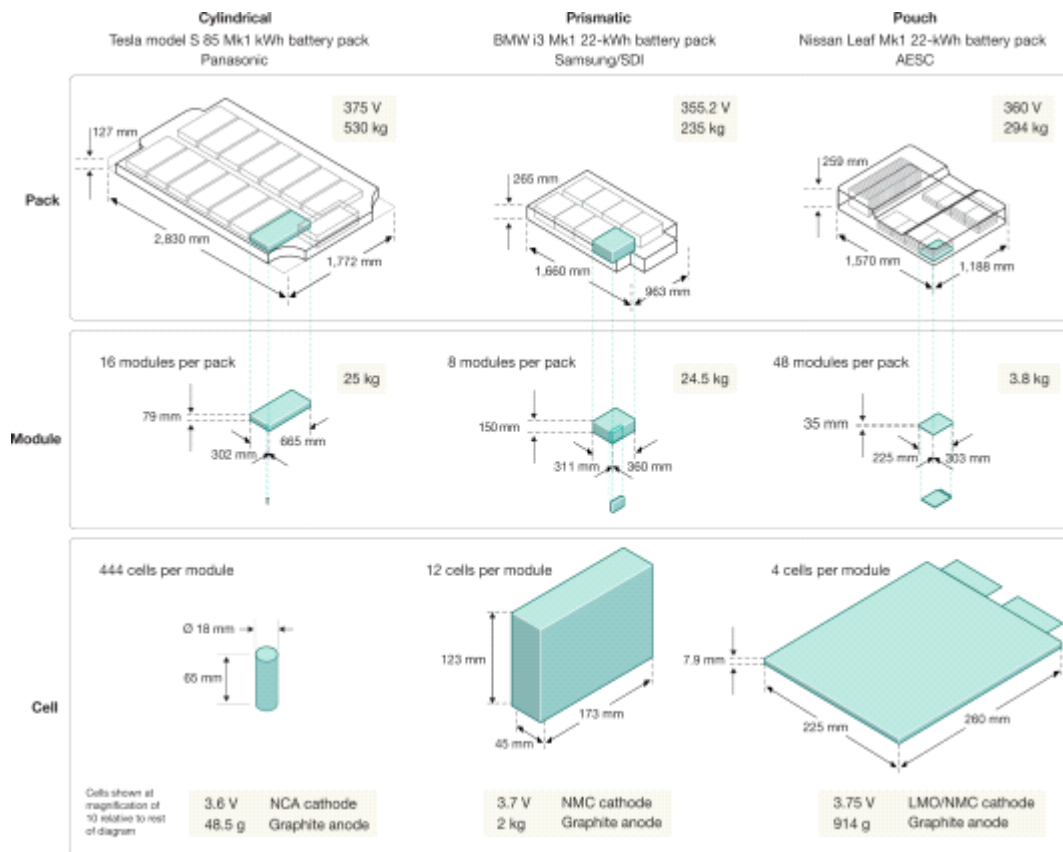 Cylindrical
Tesla model S 85 Mk1 kWh battery pack
Panasonic
Prismatic
BMW i3 Mk1 22-kWh battery pack
Samsung/SDI
Pouch
Nissan Leaf Mk1 22-kWh battery pack
AESC
Pack
375 V
530 kg
127 mm
2,830 mm
1,772 mm
355.2 V
235 kg
265 mm
1,660 mm
963 mm
360 V
294 kg
259 mm
1,570 mm
1,188 mm
Module
16 modules per pack
25 kg
79 mm
302 mm
665 mm
8 modules per pack
24.5 kg
150 mm
311 mm
360 mm
48 modules per pack
3.8 kg
35 mm
225 mm
303 mm
Cell
444 cells per module
Ø 18 mm
65 mm
12 cells per module
123 mm
45 mm
173 mm
4 cells per module
7.9 mm
225 mm
260 mm
Cells shown at
magnification of
10 relative to rest
of diagram
3.6 V NCA cathode
48.5 g Graphite anode
3.7 V NMC cathode
2 kg Graphite anode
3.75 V LMO/NMC cathode
914 g Graphite anode